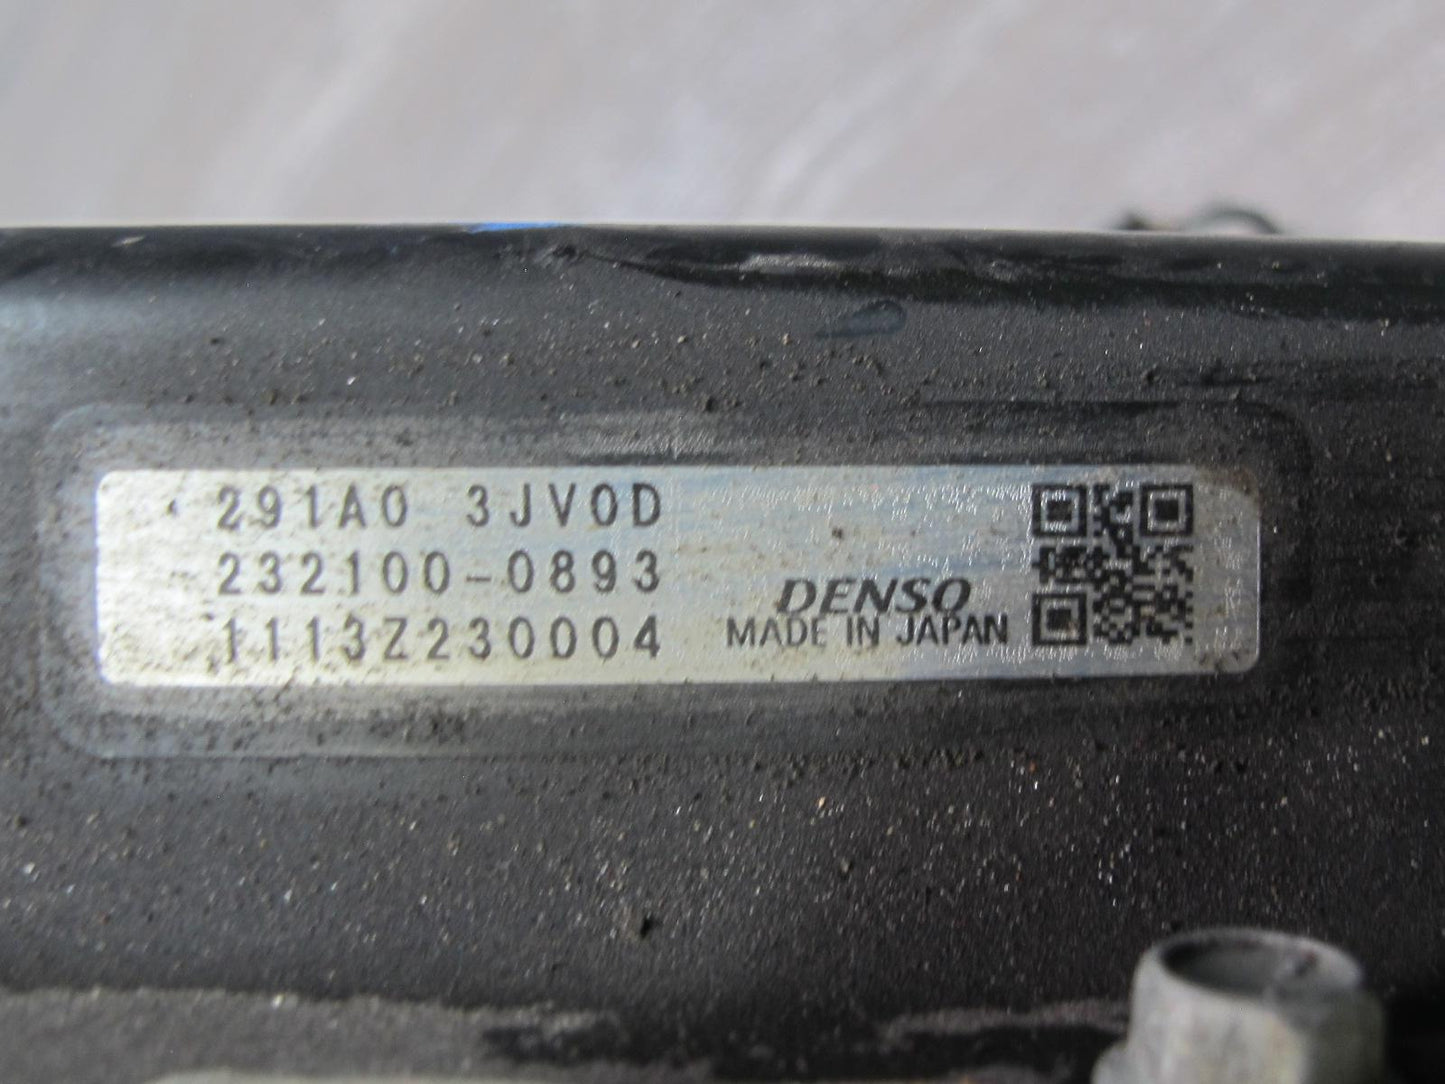 291A0 3JV0D
232100-0893
1113Z230004
DENSO
MADE IN JAPAN